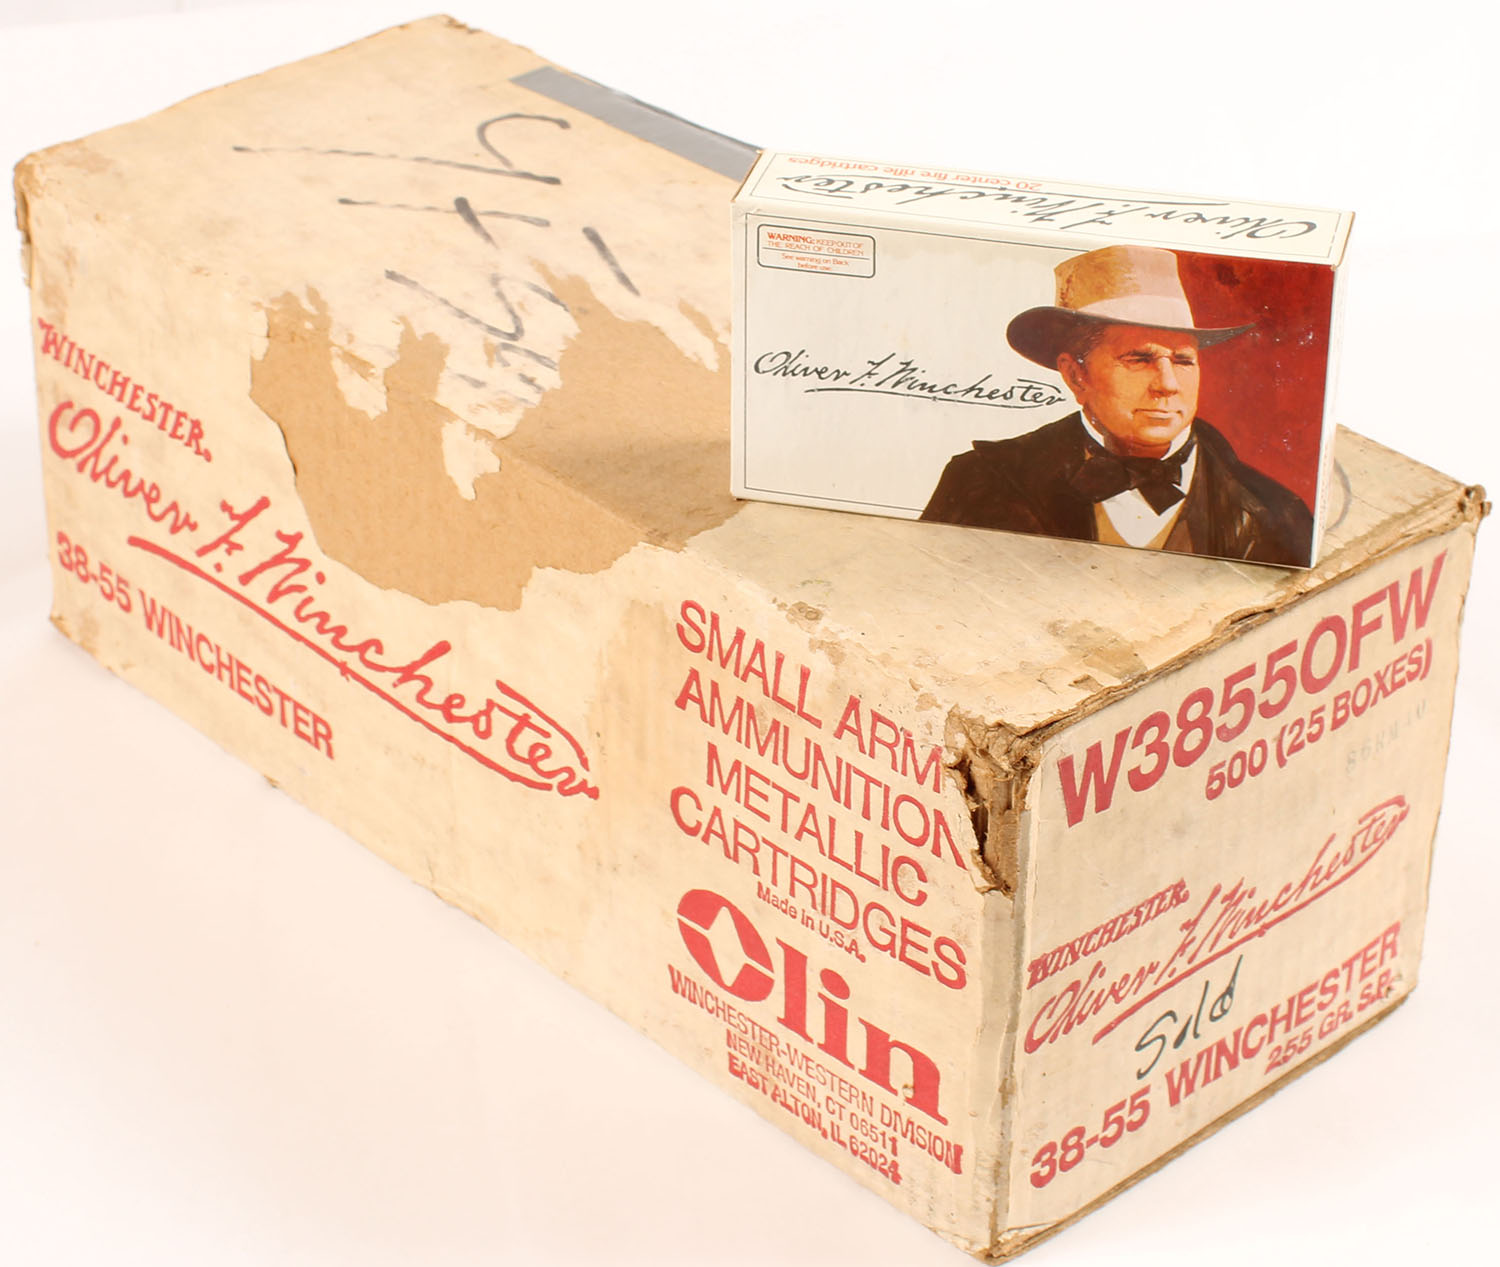 20 center fire rifle cartridges
Oliver F. Winchester
WARNING: KEEP OUT OF
THE REACH OF CHILDREN
See warning on Back
before use.
Oliver F. Winchester
WINCHESTER®
Oliver F. Winchester
38-55 WINCHESTER
SMALL ARM
AMMUNITION
METALLIC
CARTRIDGES
Made in U.S.A.
Olin
WINCHESTER-WESTERN DIVISION
NEW HAVEN, CT 06511
EAST ALTON, IL 62024
W3855OFW
500 (25 BOXES)
WINCHESTER®
Oliver F. Winchester
Sold
38-55 WINCHESTER
255 GR. S.P.